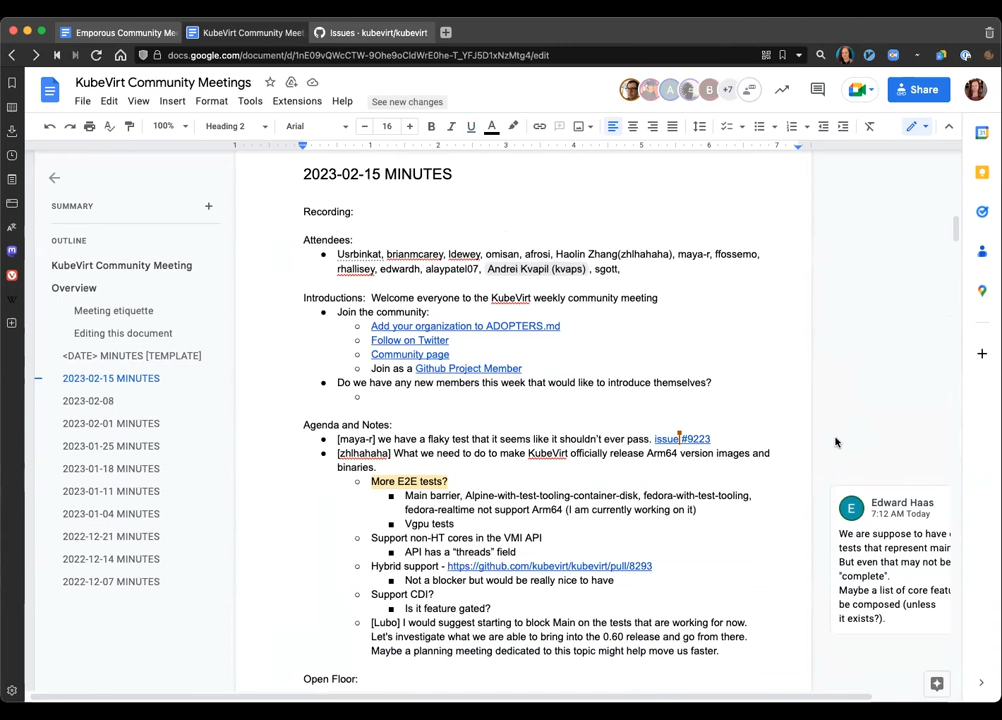 Emporous Community Me
KubeVirt Community Meet
Issues · kubevirt/kubevirt
docs.google.com/document/d/1nE09vQWcCTW-9Ohe9oCldWrE0he-T_YFJ5D1xNzMtg4/edit
KubeVirt Community Meetings
File Edit View Insert Format Tools Extensions Help See new changes
A B +7
Share
100% Heading 2 Arial 16 B I U A
1 1 2 3 4 5 6 7
SUMMARY
OUTLINE
KubeVirt Community Meeting
Overview
Meeting etiquette
Editing this document
<DATE> MINUTES [TEMPLATE]
2023-02-15 MINUTES
2023-02-08
2023-02-01 MINUTES
2023-01-25 MINUTES
2023-01-18 MINUTES
2023-01-11 MINUTES
2023-01-04 MINUTES
2022-12-21 MINUTES
2022-12-14 MINUTES
2022-12-07 MINUTES
2023-02-15 MINUTES
Recording:
Attendees:
Usrbinkat, brianmcarey, ldewey, omisan, afrosi, Haolin Zhang(zhlhahaha), maya-r, ffossemo,
rhallisey, edwardh, alaypatel07, Andrei Kvapil (kvaps) , sgott,
Introductions: Welcome everyone to the KubeVirt weekly community meeting
Join the community:
Add your organization to ADOPTERS.md
Follow on Twitter
Community page
Join as a Github Project Member
Do we have any new members this week that would like to introduce themselves?
Agenda and Notes:
[maya-r] we have a flaky test that it seems like it shouldn't ever pass. issue #9223
[zhlhahaha] What we need to do to make KubeVirt officially release Arm64 version images and
binaries.
More E2E tests?
Main barrier, Alpine-with-test-tooling-container-disk, fedora-with-test-tooling,
fedora-realtime not support Arm64 (I am currently working on it)
Vgpu tests
Support non-HT cores in the VMI API
API has a "threads" field
Hybrid support - https://github.com/kubevirt/kubevirt/pull/8293
Not a blocker but would be really nice to have
Support CDI?
Is it feature gated?
[Lubo] I would suggest starting to block Main on the tests that are working for now.
Let's investigate what we are able to bring into the 0.60 release and go from there.
Maybe a planning meeting dedicated to this topic might help move us faster.
Open Floor:
E
Edward Haas
7:12 AM Today
We are suppose to have
tests that represent main
But even that may not be
"complete".
Maybe a list of core featu
be composed (unless
it exists?).